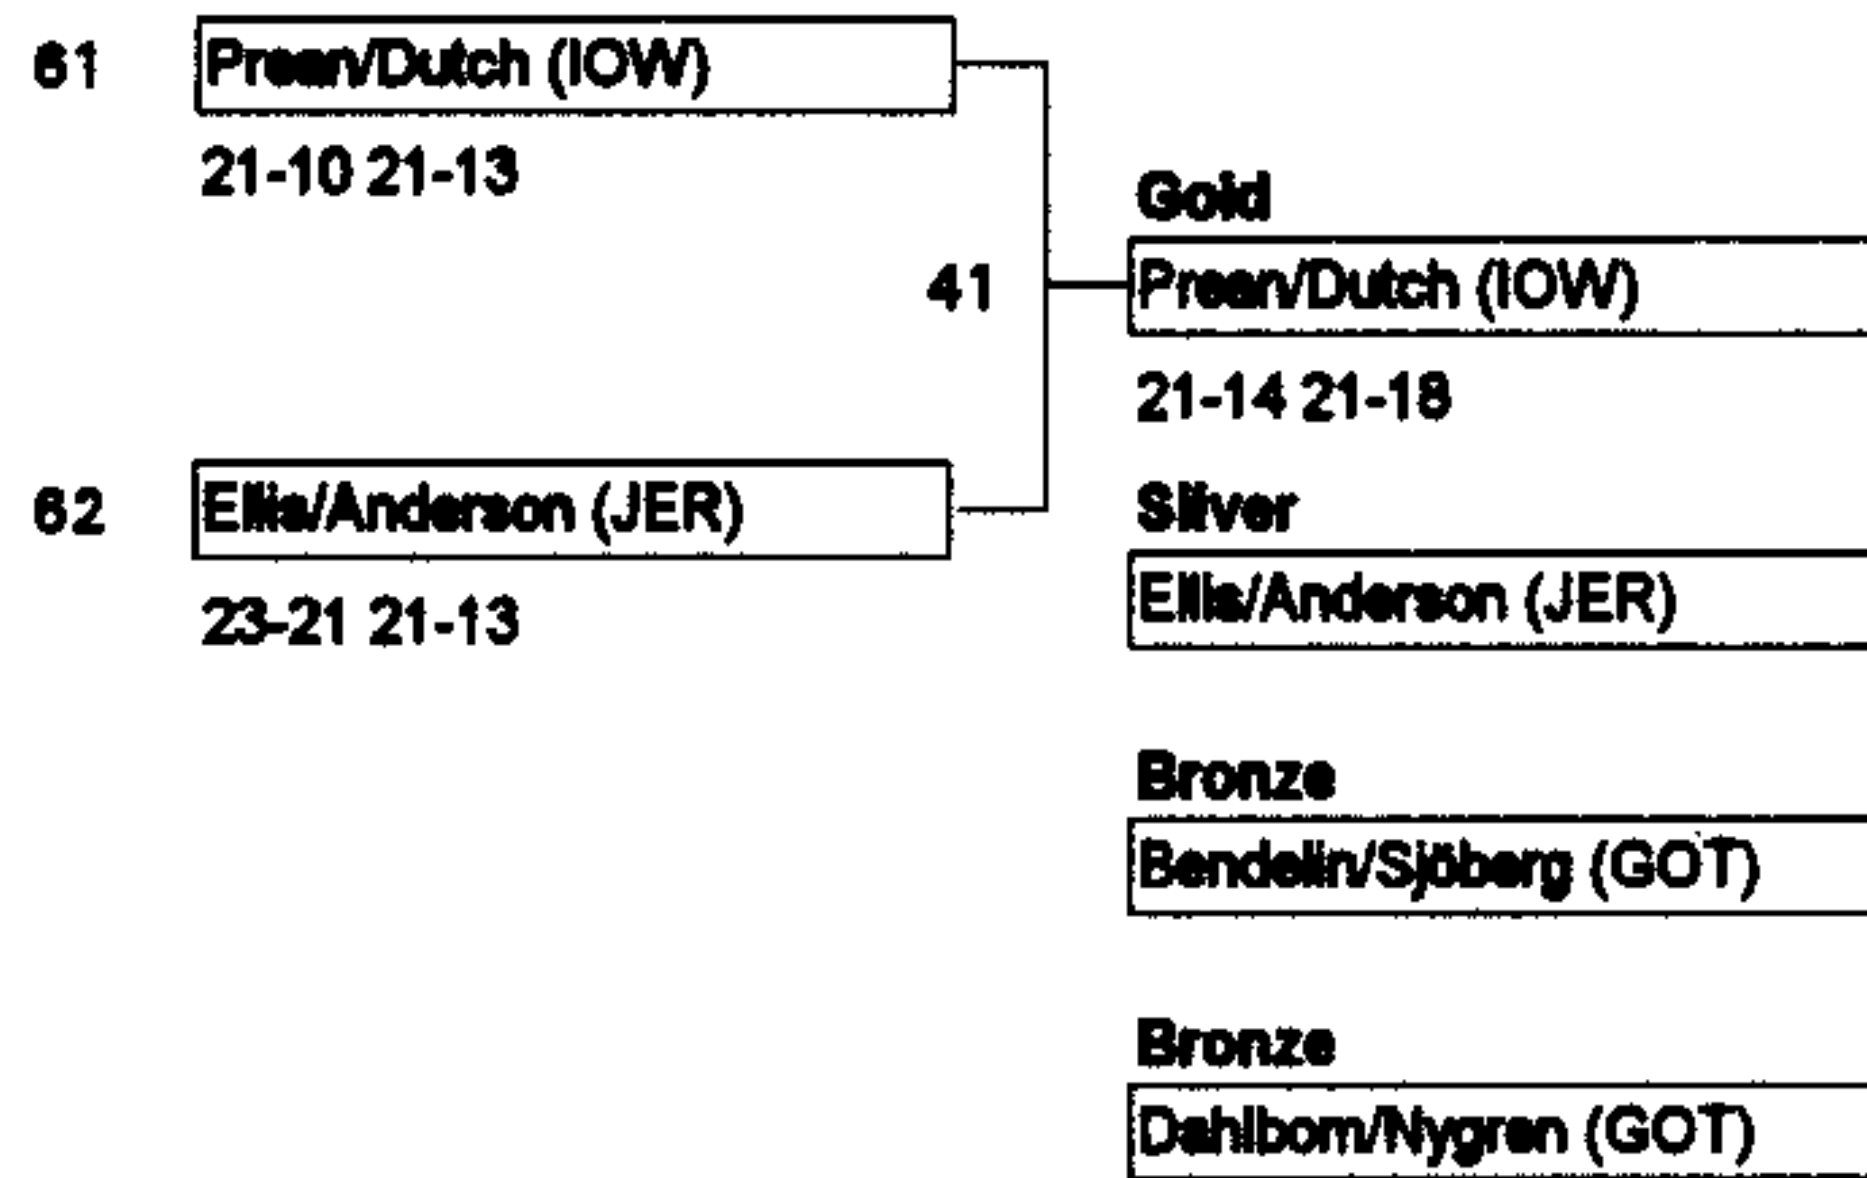 61 Prean/Dutch (IOW)
21-10 21-13
Gold
41 Prean/Dutch (IOW)
21-14 21-18
62 Ellis/Anderson (JER)
23-21 21-13
Silver
Ellis/Anderson (JER)
Bronze
Bendelin/Sjöberg (GOT)
Bronze
Dahlbom/Nygren (GOT)